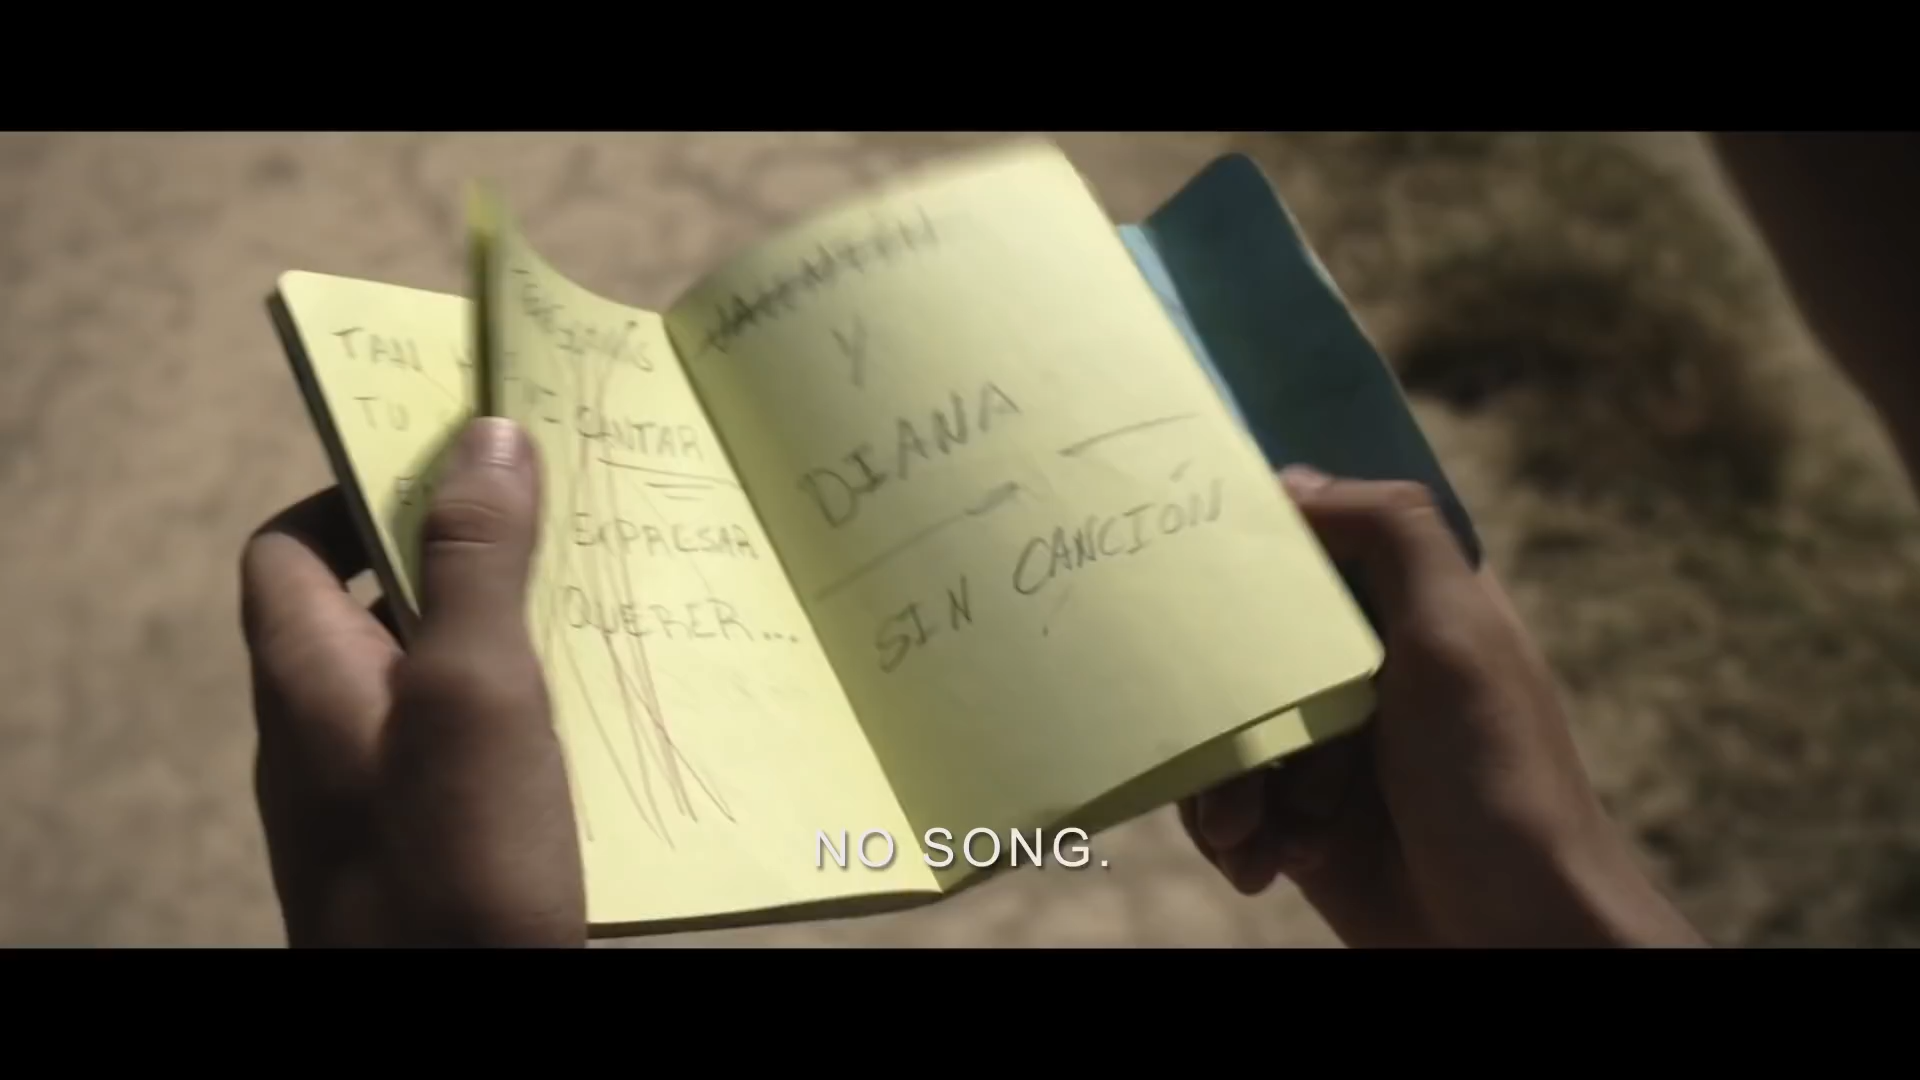 TAN
TU
CANTAR
EXPRESAR
QUERER...
Y
DIANA
SIN CANCIÓN
NO SONG.